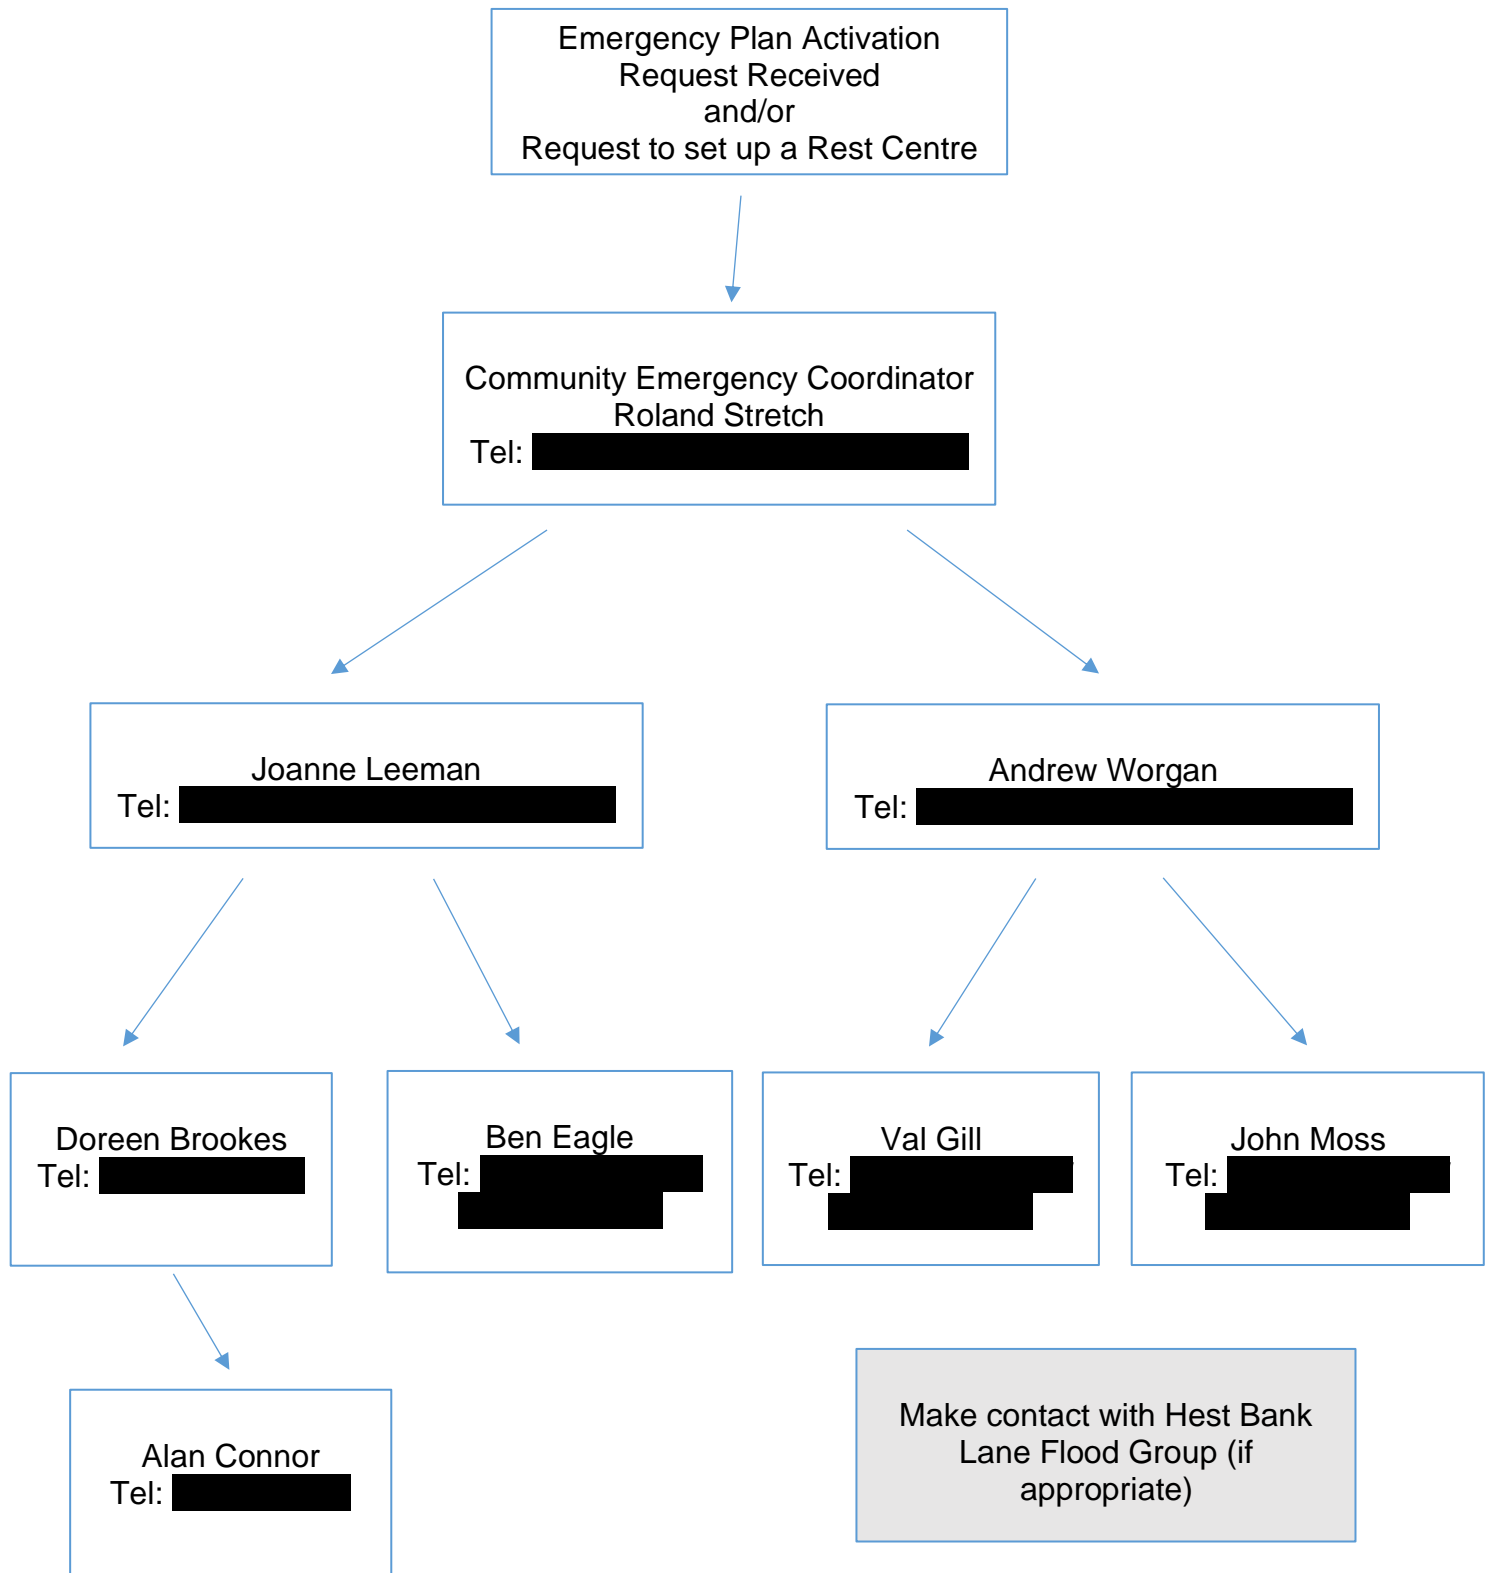 Emergency Plan Activation
Request Received
and/or
Request to set up a Rest Centre
Community Emergency Coordinator
Roland Stretch
Tel:
Joanne Leeman
Tel:
Andrew Worgan
Tel:
Doreen Brookes
Tel:
Ben Eagle
Tel:
Val Gill
Tel:
John Moss
Tel:
Alan Connor
Tel:
Make contact with Hest Bank
Lane Flood Group (if
appropriate)